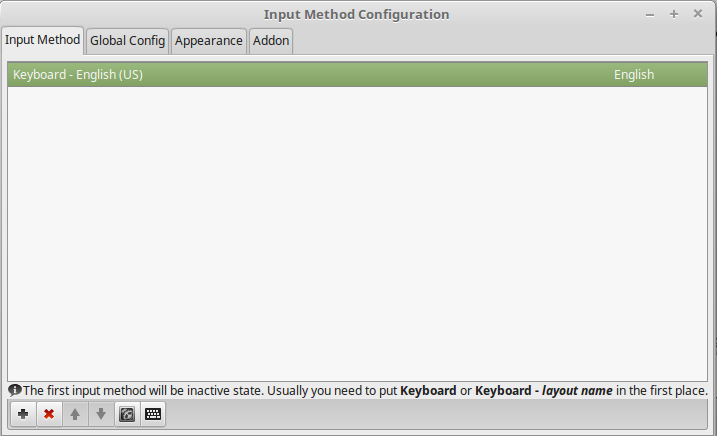 Input Method Configuration
Input Method Global Config Appearance Addon
Keyboard - English (US) English
The first input method will be inactive state. Usually you need to put Keyboard or Keyboard - layout name in the first place.